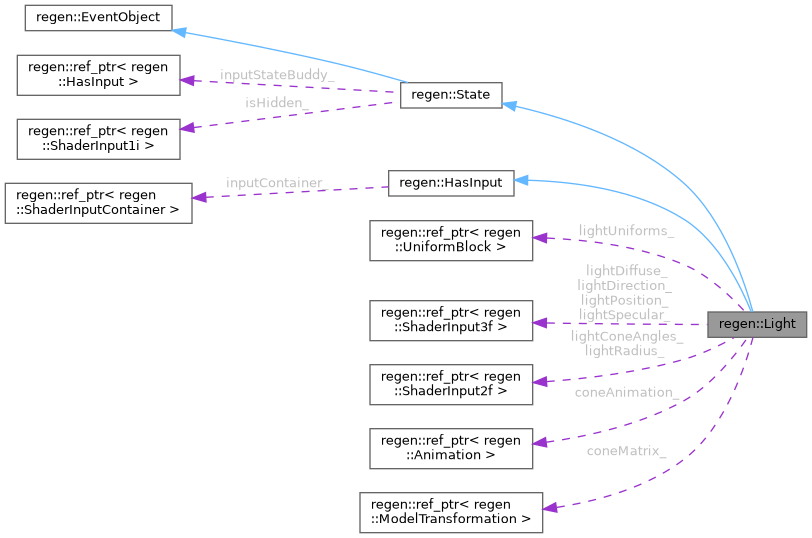 regen::EventObject
regen::ref_ptr< regen
::HasInput >
inputStateBuddy_
regen::State
isHidden_
regen::ref_ptr< regen
::ShaderInput1i >
inputContainer
regen::HasInput
regen::ref_ptr< regen
::ShaderInputContainer >
regen::ref_ptr< regen
::UniformBlock >
lightUniforms_
lightDiffuse_
lightDirection_
lightPosition_
lightSpecular_
regen::ref_ptr< regen
::ShaderInput3f >
regen::Light
lightConeAngles_
lightRadius_
regen::ref_ptr< regen
::ShaderInput2f >
coneAnimation_
regen::ref_ptr< regen
::Animation >
coneMatrix_
regen::ref_ptr< regen
::ModelTransformation >